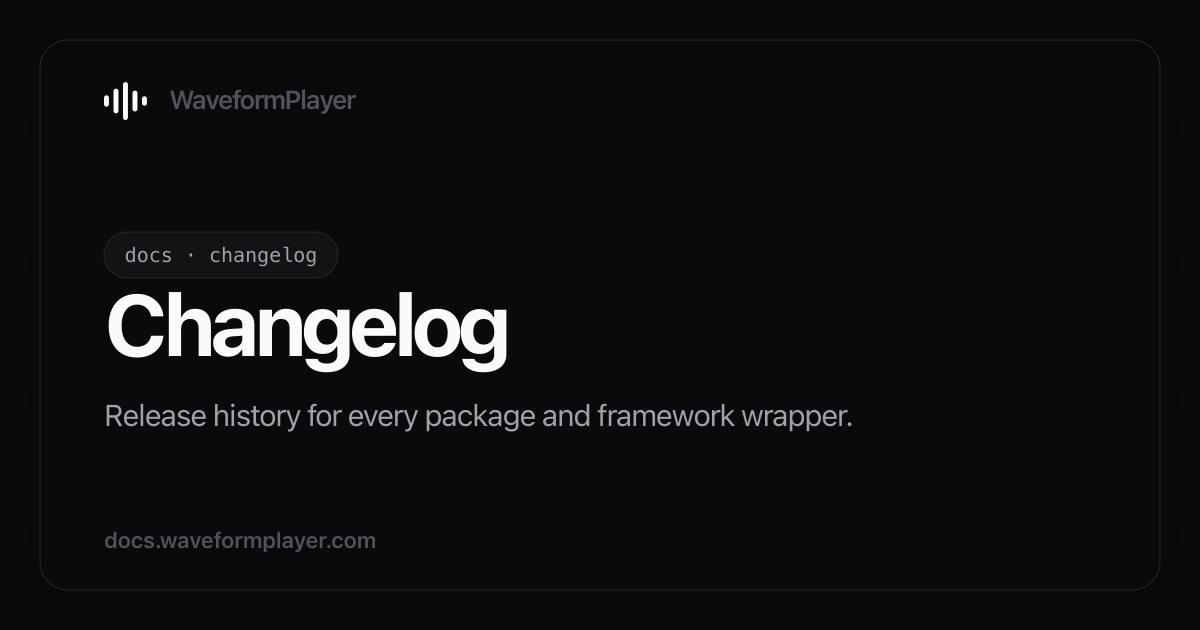 WaveformPlayer
docs · changelog
Changelog
Release history for every package and framework wrapper.
docs.waveformplayer.com